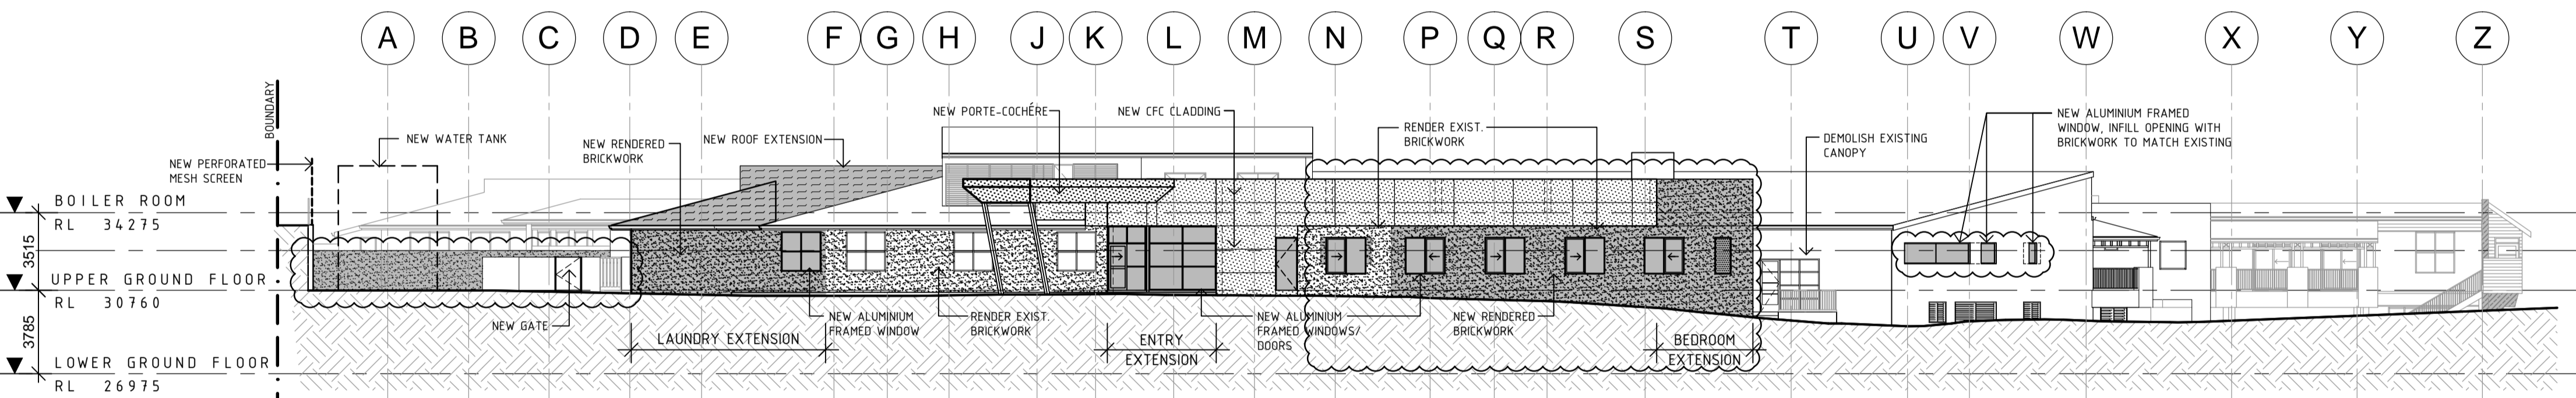 A B C D E F G H J K L M N P Q R S T U V W X Y Z
BOUNDARY
NEW PERFORATED
MESH SCREEN
NEW WATER TANK
NEW RENDERED
BRICKWORK
NEW ROOF EXTENSION
NEW PORTE-COCHÉRE
NEW CFC CLADDING
RENDER EXIST.
BRICKWORK
DEMOLISH EXISTING
CANOPY
NEW ALUMINIUM FRAMED
WINDOW, INFILL OPENING WITH
BRICKWORK TO MATCH EXISTING
BOILER ROOM
RL 34275
3515
UPPER GROUND FLOOR
RL 30760
3785
LOWER GROUND FLOOR
RL 26975
NEW GATE
LAUNDRY EXTENSION
NEW ALUMINIUM
FRAMED WINDOW
RENDER EXIST.
BRICKWORK
ENTRY
EXTENSION
NEW ALUMINIUM
FRAMED WINDOWS/
DOORS
NEW RENDERED
BRICKWORK
BEDROOM
EXTENSION